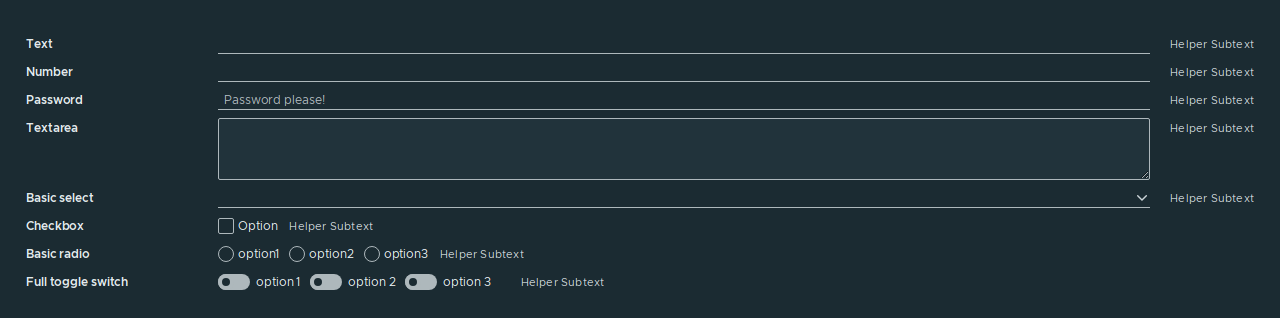 Text Helper Subtext
Number Helper Subtext
Password Password please! Helper Subtext
Textarea Helper Subtext
Basic select Helper Subtext
Checkbox Option Helper Subtext
Basic radio option1 option2 option3 Helper Subtext
Full toggle switch option 1 option 2 option 3 Helper Subtext